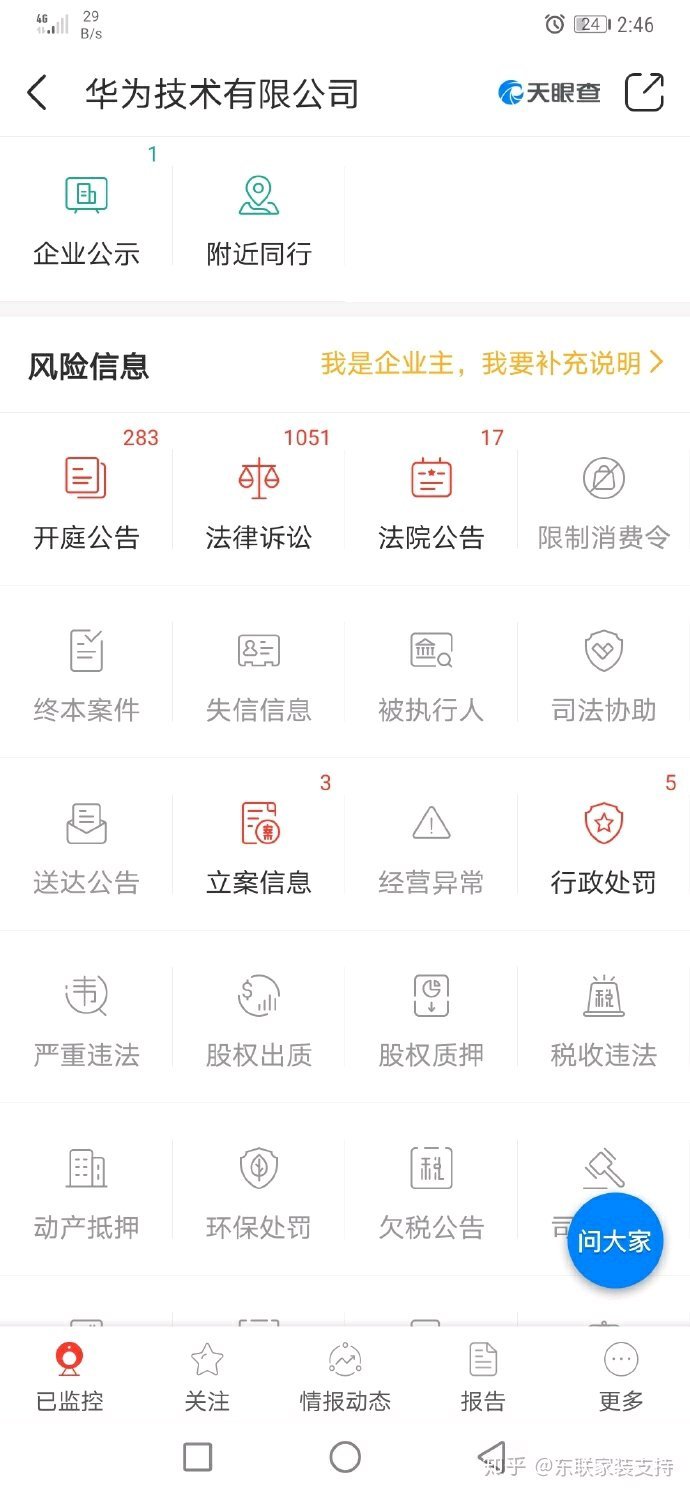 4G 29 B/s 24 2:46
华为技术有限公司 天眼查
1
企业公示 附近同行
风险信息 我是企业主，我要补充说明
283 1051 17
开庭公告 法律诉讼 法院公告 限制消费令
终本案件 失信信息 被执行人 司法协助
3 5
送达公告 立案信息 经营异常 行政处罚
严重违法 股权出质 股权质押 税收违法
动产抵押 环保处罚 欠税公告 司
问大家
已监控 关注 情报动态 报告 更多
知乎 @东联家装支持